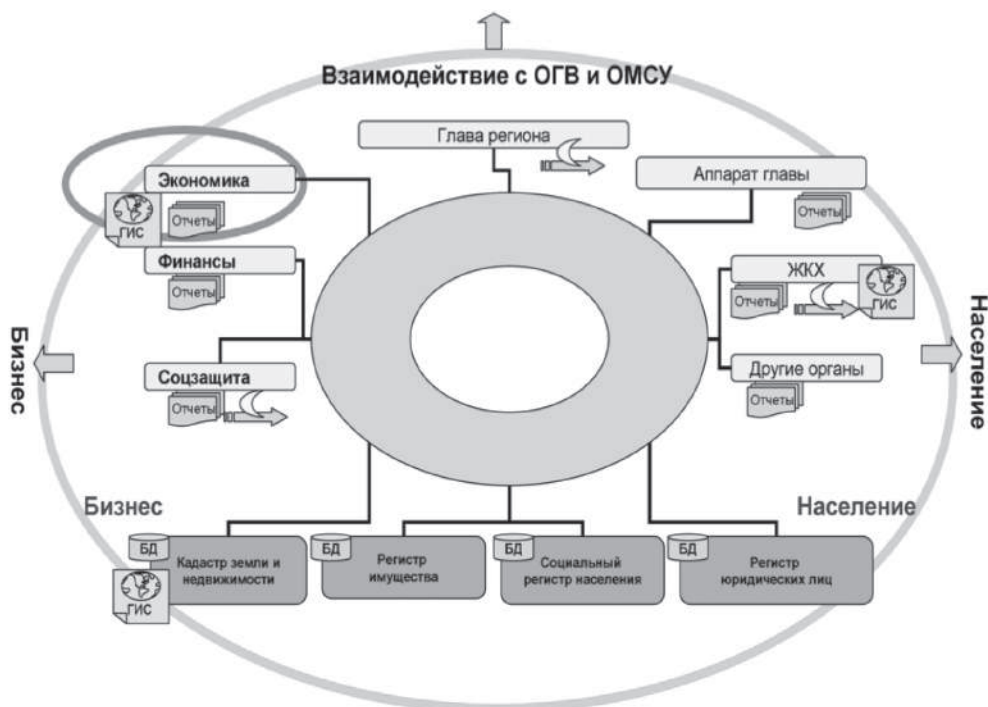 Взаимодействие с ОГВ и ОМСУ
Глава региона
Экономика
ГИС
Отчеты
Аппарат главы
Отчеты
Финансы
Отчеты
ЖКХ
Отчеты
ГИС
Бизнес
Население
Соцзащита
Отчеты
Другие органы
Отчеты
Бизнес
Население
БД
Кадастр земли и
недвижимости
ГИС
БД
Регистр
имущества
БД
Социальный
регистр населения
БД
Регистр
юридических лиц